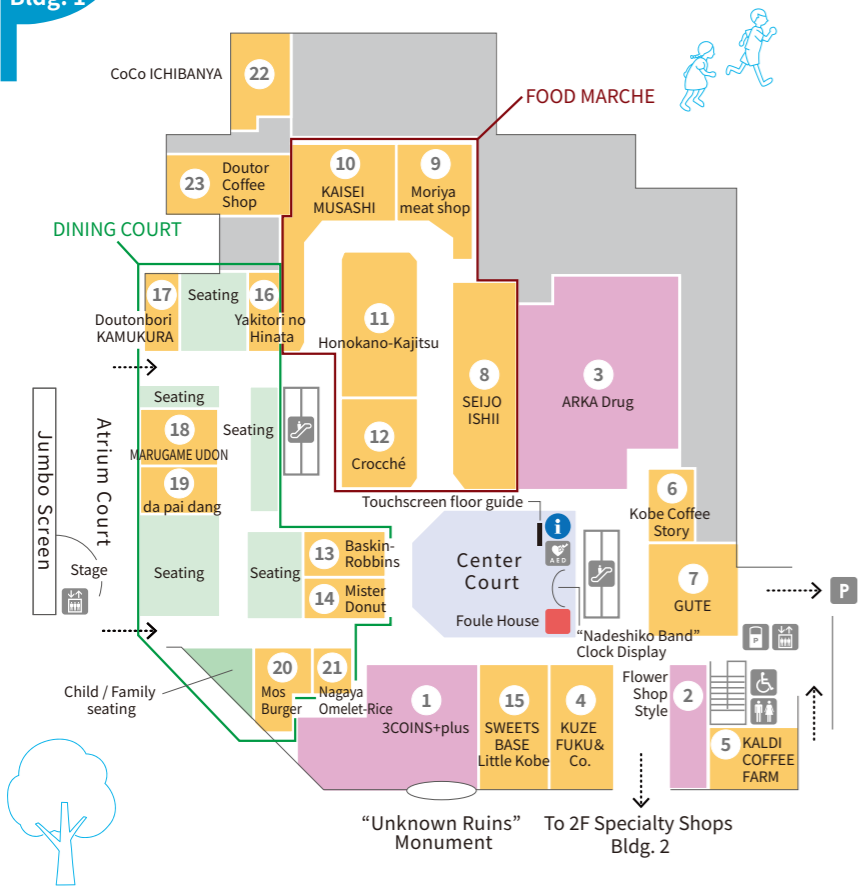 Bldg. 1
CoCo ICHIBANYA
22
FOOD MARCHE
23
Doutor
Coffee
Shop
10
KAISEI
MUSASHI
9
Moriya
meat shop
DINING COURT
17
Doutonbori
KAMUKURA
Seating
16
Yakitori no
Hinata
11
Honokano-Kajitsu
8
SEIJO
ISHII
3
ARKA Drug
Seating
18
MARUGAME UDON
Seating
12
Crocché
19
da pai dang
Jumbo Screen
Atrium Court
Stage
Touchscreen floor guide
6
Kobe Coffee
Story
i
AED
Center
Court
Seating
Seating
13
Baskin-
Robbins
14
Mister
Donut
7
GUTE
P
Foule House
"Nadeshiko Band"
Clock Display
P
Child / Family
seating
20
Mos
Burger
21
Nagaya
Omelet-Rice
1
3COINS+plus
15
SWEETS
BASE
Little Kobe
4
KUZE
FUKU&
Co.
Flower
Shop
Style
2
5
KALDI
COFFEE
FARM
“Unknown Ruins”
Monument
To 2F Specialty Shops
Bldg. 2